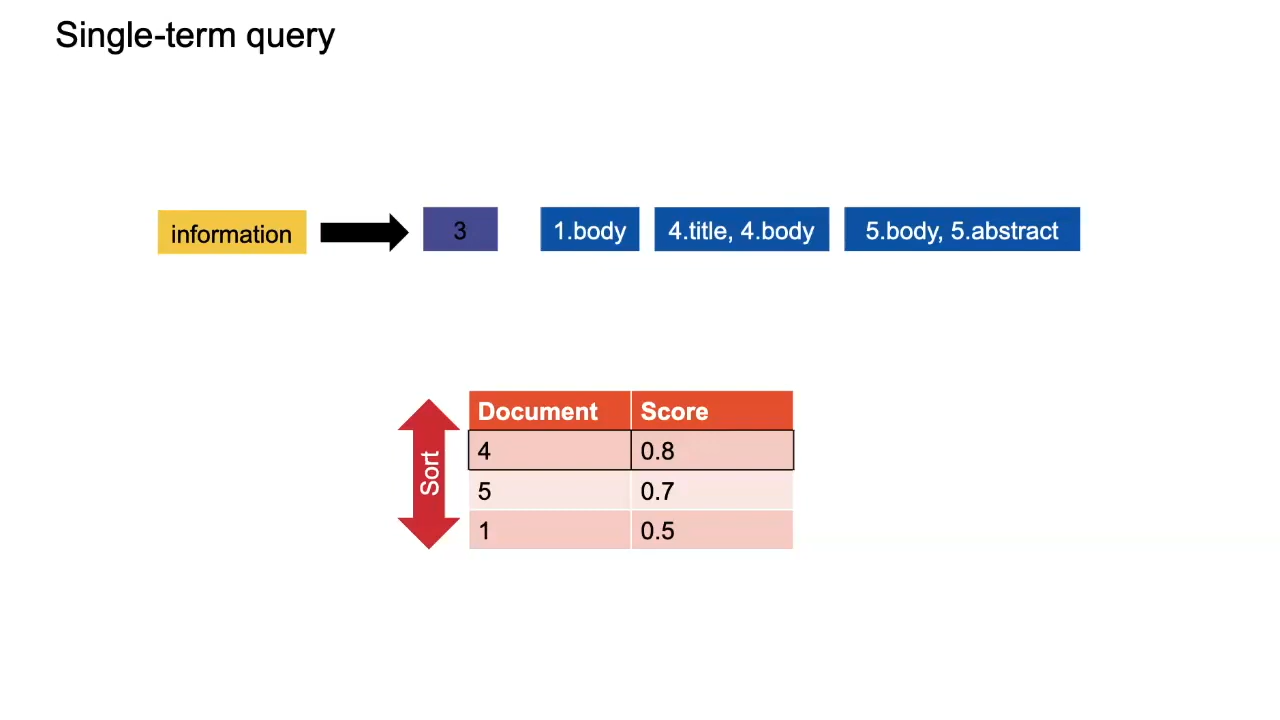 Single-term query
information 3 1.body 4.title, 4.body 5.body, 5.abstract
Sort
Document Score
4 0.8
5 0.7
1 0.5